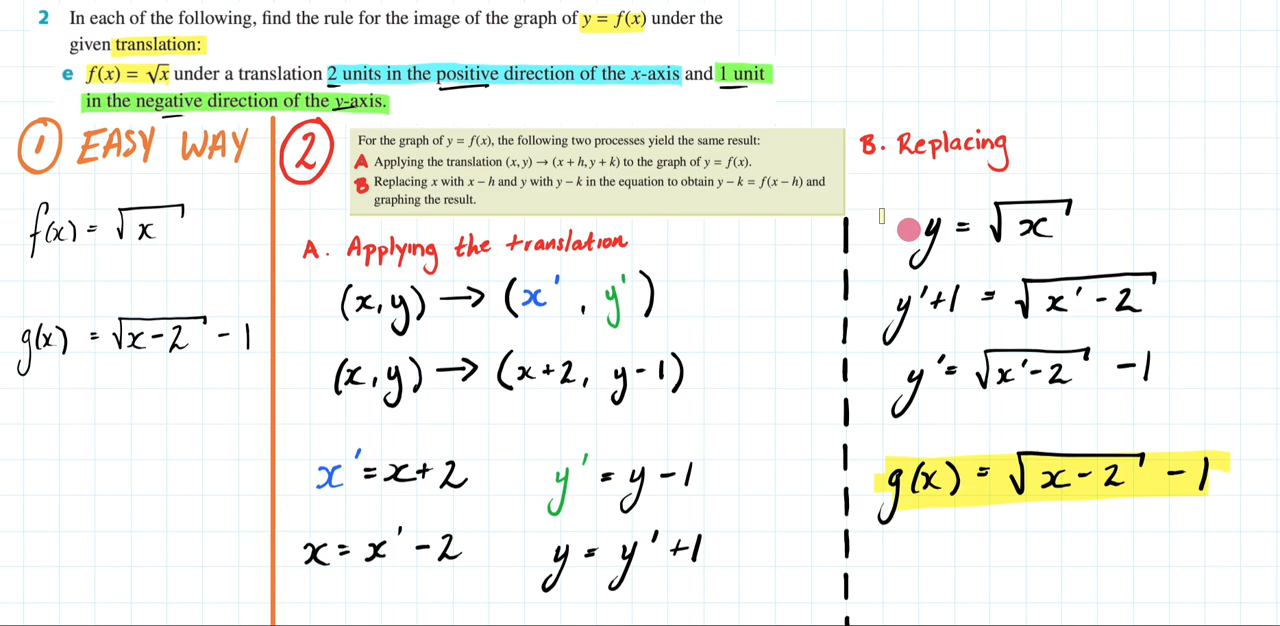 2 In each of the following, find the rule for the image of the graph of y = f(x) under the
given translation:
e f(x) = √x under a translation 2 units in the positive direction of the x-axis and 1 unit
in the negative direction of the y-axis.
1 EASY WAY
f(x) = √x
g(x) = √x-2 - 1
2
For the graph of y = f(x), the following two processes yield the same result:
A Applying the translation (x, y) → (x + h, y + k) to the graph of y = f(x).
B Replacing x with x − h and y with y − k in the equation to obtain y − k = f(x − h) and
graphing the result.
A. Applying the translation
(x,y) → (x', y')
(x,y) → (x+2, y-1)
x' = x+2 y' = y-1
x = x'-2 y = y'+1
B. Replacing
y = √x
y'+1 = √x'-2
y' = √x'-2 -1
g(x) = √x-2 -1